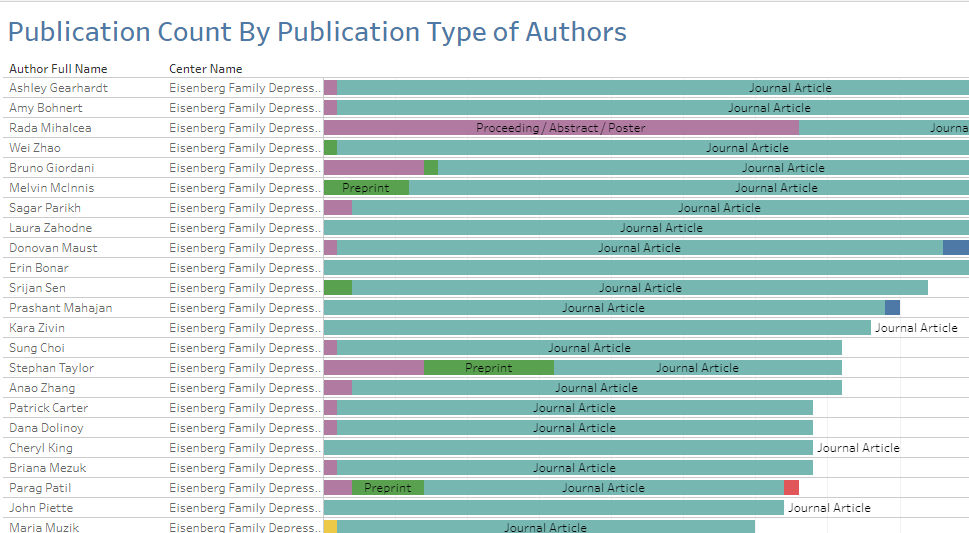 Publication Count By Publication Type of Authors
Author Full Name Center Name
Ashley Gearhardt Eisenberg Family Depress.. Journal Article
Amy Bohnert Eisenberg Family Depress.. Journal Article
Rada Mihalcea Eisenberg Family Depress.. Proceeding / Abstract / Poster Journa
Wei Zhao Eisenberg Family Depress.. Journal Article
Bruno Giordani Eisenberg Family Depress.. Journal Article
Melvin McInnis Eisenberg Family Depress.. Preprint Journal Article
Sagar Parikh Eisenberg Family Depress.. Journal Article
Laura Zahodne Eisenberg Family Depress.. Journal Article
Donovan Maust Eisenberg Family Depress.. Journal Article
Erin Bonar Eisenberg Family Depress..
Srijan Sen Eisenberg Family Depress.. Journal Article
Prashant Mahajan Eisenberg Family Depress.. Journal Article
Kara Zivin Eisenberg Family Depress.. Journal Article
Sung Choi Eisenberg Family Depress.. Journal Article
Stephan Taylor Eisenberg Family Depress.. Preprint Journal Article
Anao Zhang Eisenberg Family Depress.. Journal Article
Patrick Carter Eisenberg Family Depress.. Journal Article
Dana Dolinoy Eisenberg Family Depress.. Journal Article
Cheryl King Eisenberg Family Depress.. Journal Article
Briana Mezuk Eisenberg Family Depress.. Journal Article
Parag Patil Eisenberg Family Depress.. Preprint Journal Article
John Piette Eisenberg Family Depress.. Journal Article
Maria Muzik Eisenberg Family Depress.. Journal Article